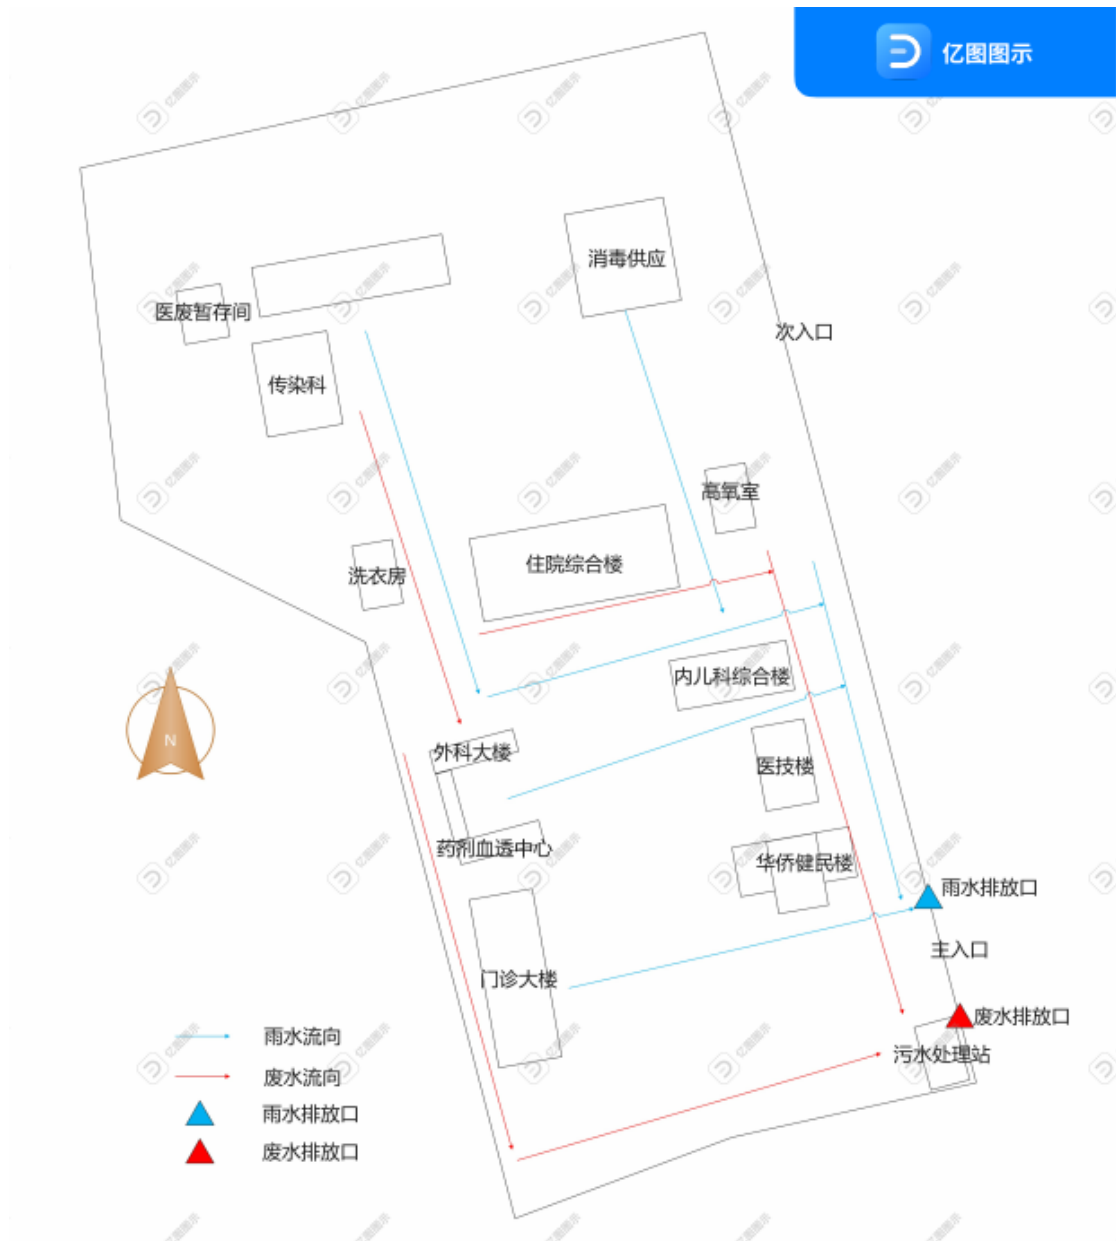 亿图图示
消毒供应
医废暂存间
次入口
传染科
高氧室
住院综合楼
洗衣房
内儿科综合楼
N
外科大楼
医技楼
药剂血透中心
华侨健民楼
雨水排放口
主入口
门诊大楼
废水排放口
污水处理站
雨水流向
废水流向
雨水排放口
废水排放口